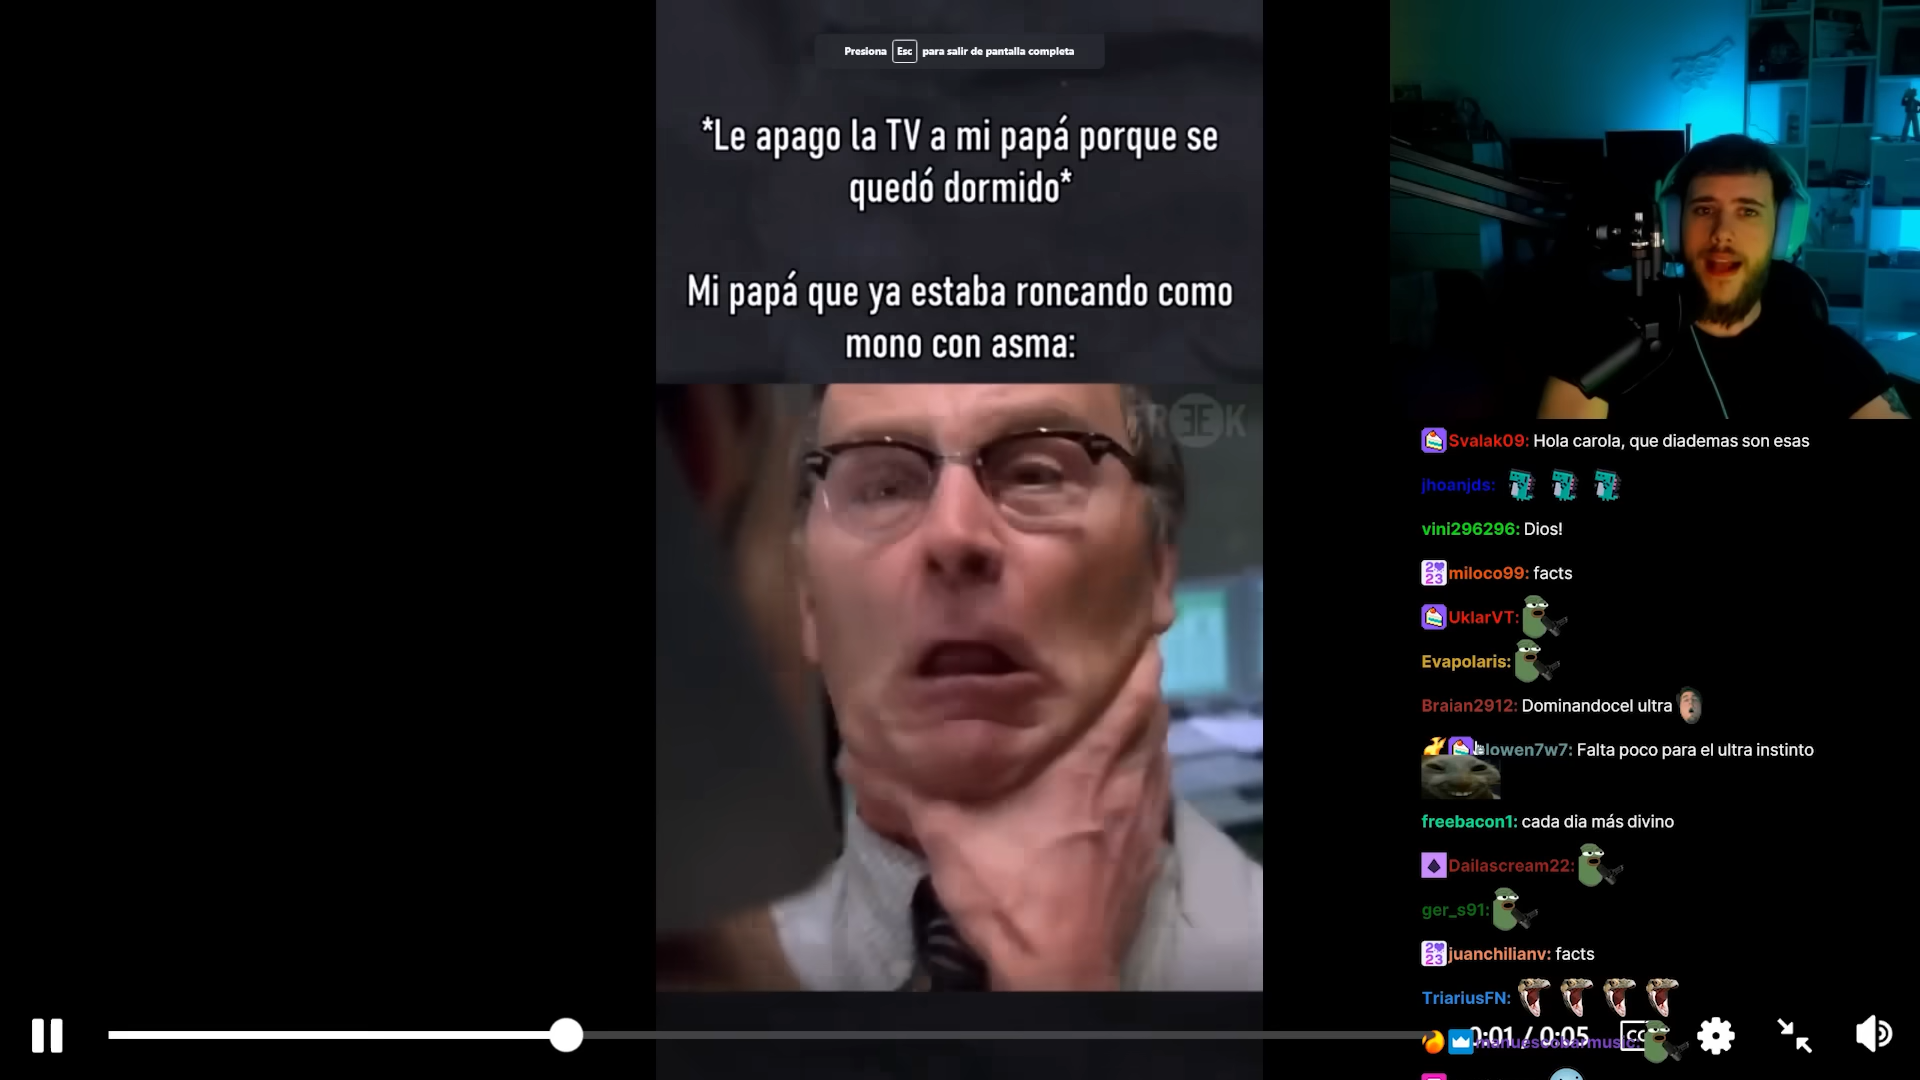 Presiona Esc para salir de pantalla completa
*Le apago la TV a mi papá porque se
quedó dormido*
Mi papá que ya estaba roncando como
mono con asma:
Svalak09: Hola carola, que diademas son esas
jhoanjds:
vini296296: Dios!
miloco99: facts
UklarVT:
Evapolaris:
Braian2912: Dominandocel ultra
Falta poco para el ultra instinto
freebacon1: cada dia más divino
Dailascream22:
ger_s91:
juanchilianv: facts
TriariusFN:
0:01 / 0:05
manuescobarmusic: